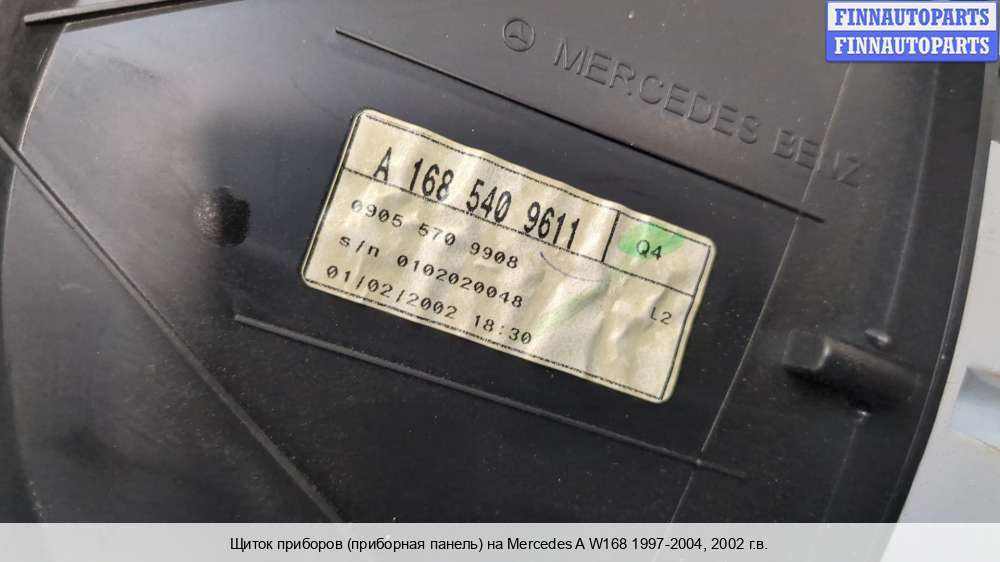 FINNAUTOPARTS
FINNAUTOPARTS
MERCEDES BENZ
A 168 540 9611
Q4
0905 570 9908
s/n 0102020048
L2
01/02/2002 18:30
Щиток приборов (приборная панель) на Mercedes A W168 1997-2004, 2002 г.в.